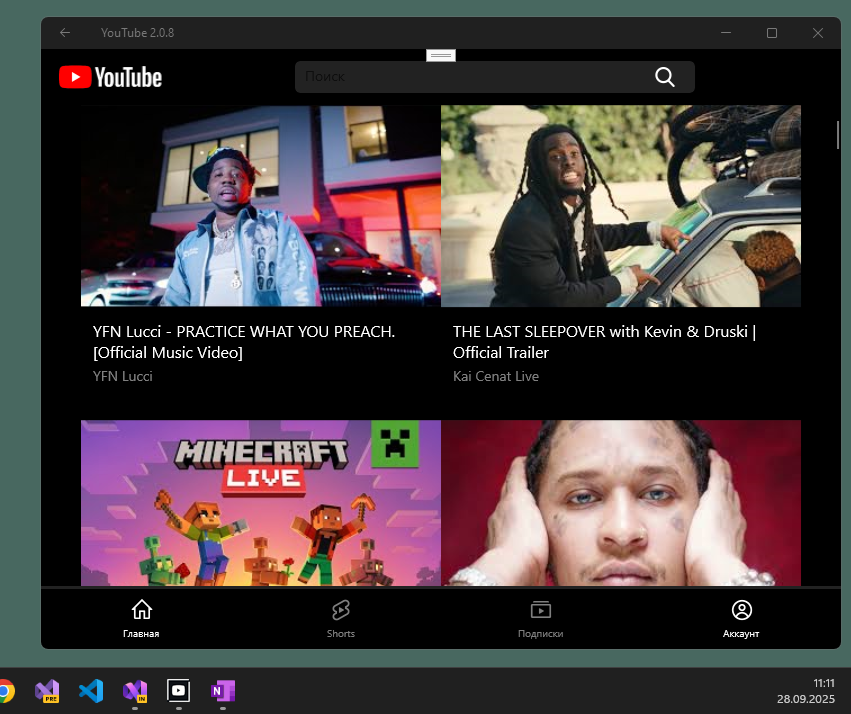 YouTube 2.0.8
YouTube
Поиск
YFN Lucci - PRACTICE WHAT YOU PREACH.
[Official Music Video]
YFN Lucci
THE LAST SLEEPOVER with Kevin & Druski |
Official Trailer
Kai Cenat Live
MINECRAFT
LIVE
Главная
Shorts
Подписки
Аккаунт
PRE
IN
N
11:11
28.09.2025